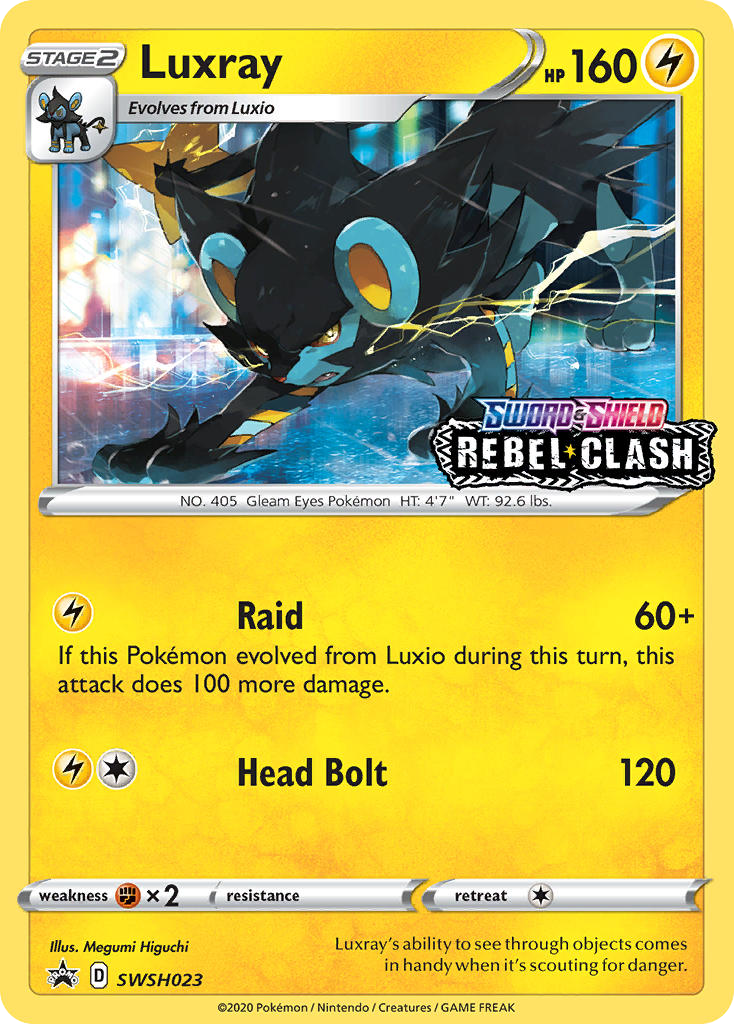 STAGE 2 Luxray HP 160
Evolves from Luxio
SWORD & SHIELD
REBEL CLASH
NO. 405 Gleam Eyes Pokémon HT: 4'7" WT: 92.6 lbs.
Raid 60+
If this Pokémon evolved from Luxio during this turn, this
attack does 100 more damage.
Head Bolt 120
weakness ×2 resistance retreat
Illus. Megumi Higuchi
Luxray's ability to see through objects comes
in handy when it's scouting for danger.
D SWSH023
©2020 Pokémon / Nintendo / Creatures / GAME FREAK